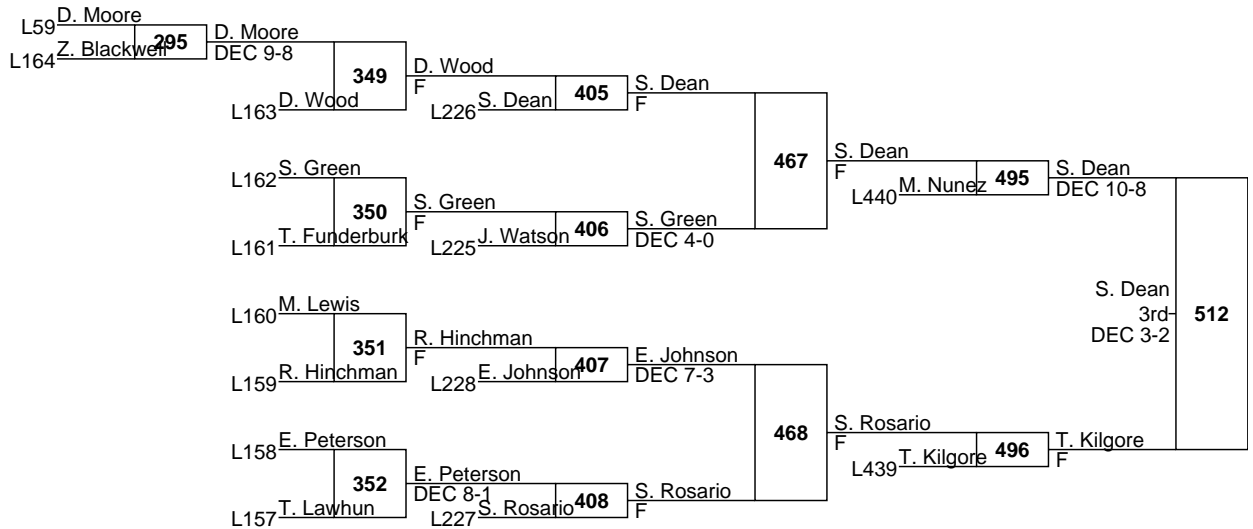 D. Moore
L59
295
D. Moore
Z. Blackwell
L164
DEC 9-8
349
D. Wood
F
D. Wood
L163
S. Dean
L226
405
S. Dean
F
467
S. Dean
F
S. Green
L162
350
S. Green
F
T. Funderburk
L161
J. Watson
L225
406
S. Green
DEC 4-0
M. Nunez
L440
495
S. Dean
DEC 10-8
M. Lewis
L160
351
R. Hinchman
F
R. Hinchman
L159
E. Johnson
L228
407
E. Johnson
DEC 7-3
468
S. Rosario
F
E. Peterson
L158
352
E. Peterson
DEC 8-1
T. Lawhun
L157
S. Rosario
L227
408
S. Rosario
F
T. Kilgore
L439
496
T. Kilgore
F
S. Dean
3rd
DEC 3-2
512